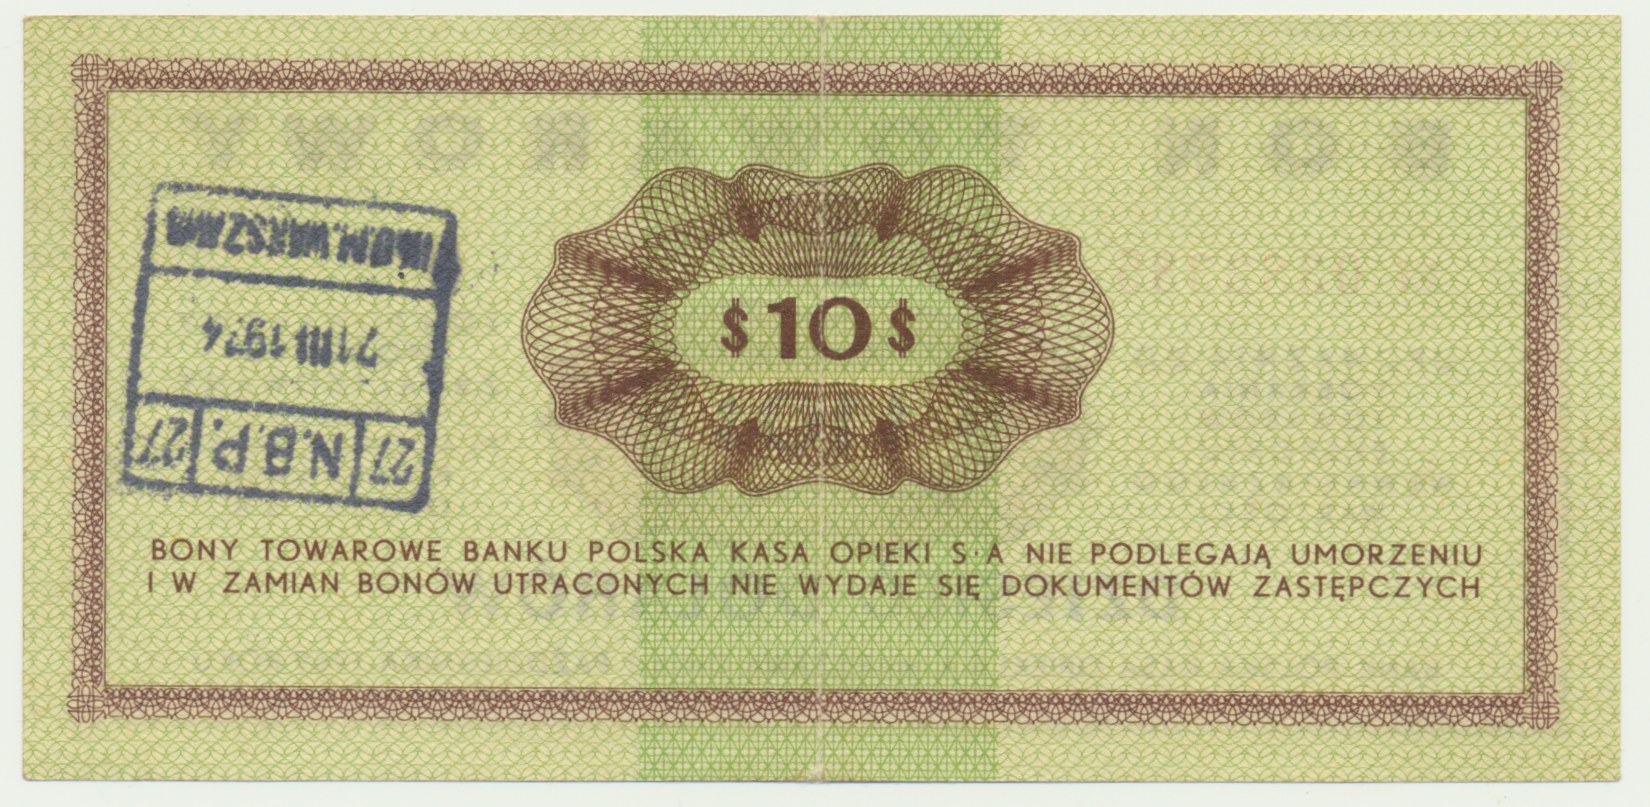 $10$
27 N.B.P. 27
III 1974
O.M. WARSZAWA
BONY TOWAROWE BANKU POLSKA KASA OPIEKI S·A NIE PODLEGAJĄ UMORZENIU
I W ZAMIAN BONÓW UTRACONYCH NIE WYDAJE SIĘ DOKUMENTÓW ZASTĘPCZYCH